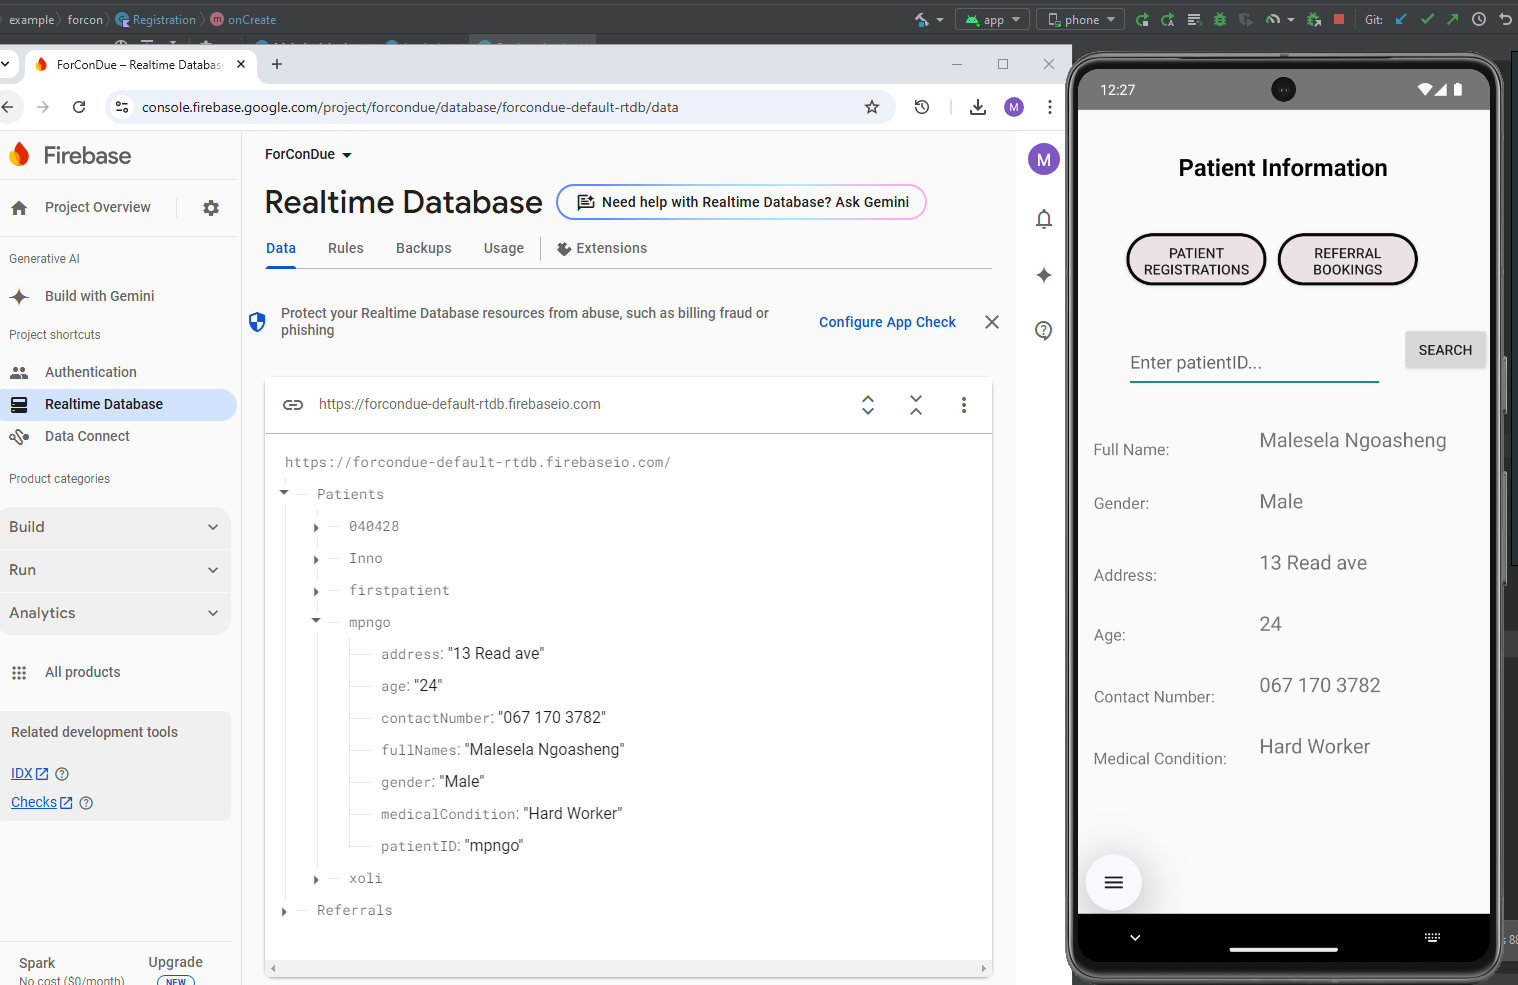 example forcon Registration onCreate
app phone Git:
ForConDue – Realtime Databas
console.firebase.google.com/project/forcondue/database/forcondue-default-rtdb/data
M
Firebase
Project Overview
Generative AI
Build with Gemini
Project shortcuts
Authentication
Realtime Database
Data Connect
Product categories
Build
Run
Analytics
All products
Related development tools
IDX
Checks
Spark
No cost ($0/month)
Upgrade
NEW
ForConDue
M
Realtime Database
Need help with Realtime Database? Ask Gemini
Data Rules Backups Usage Extensions
Protect your Realtime Database resources from abuse, such as billing fraud or
phishing
Configure App Check
https://forcondue-default-rtdb.firebaseio.com
https://forcondue-default-rtdb.firebaseio.com/
Patients
040428
Inno
firstpatient
mpngo
address: "13 Read ave"
age: "24"
contactNumber: "067 170 3782"
fullNames: "Malesela Ngoasheng"
gender: "Male"
medicalCondition: "Hard Worker"
patientID: "mpngo"
xoli
Referrals
12:27
Patient Information
PATIENT
REGISTRATIONS
REFERRAL
BOOKINGS
Enter patientID...
SEARCH
Full Name: Malesela Ngoasheng
Gender: Male
Address: 13 Read ave
Age: 24
Contact Number: 067 170 3782
Medical Condition: Hard Worker